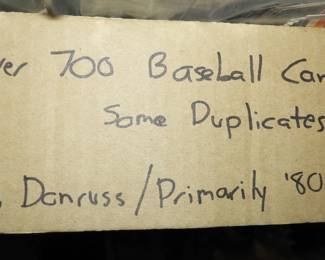 ver 700 Baseball Car
Some Duplicates
, Donruss/Primarily '80